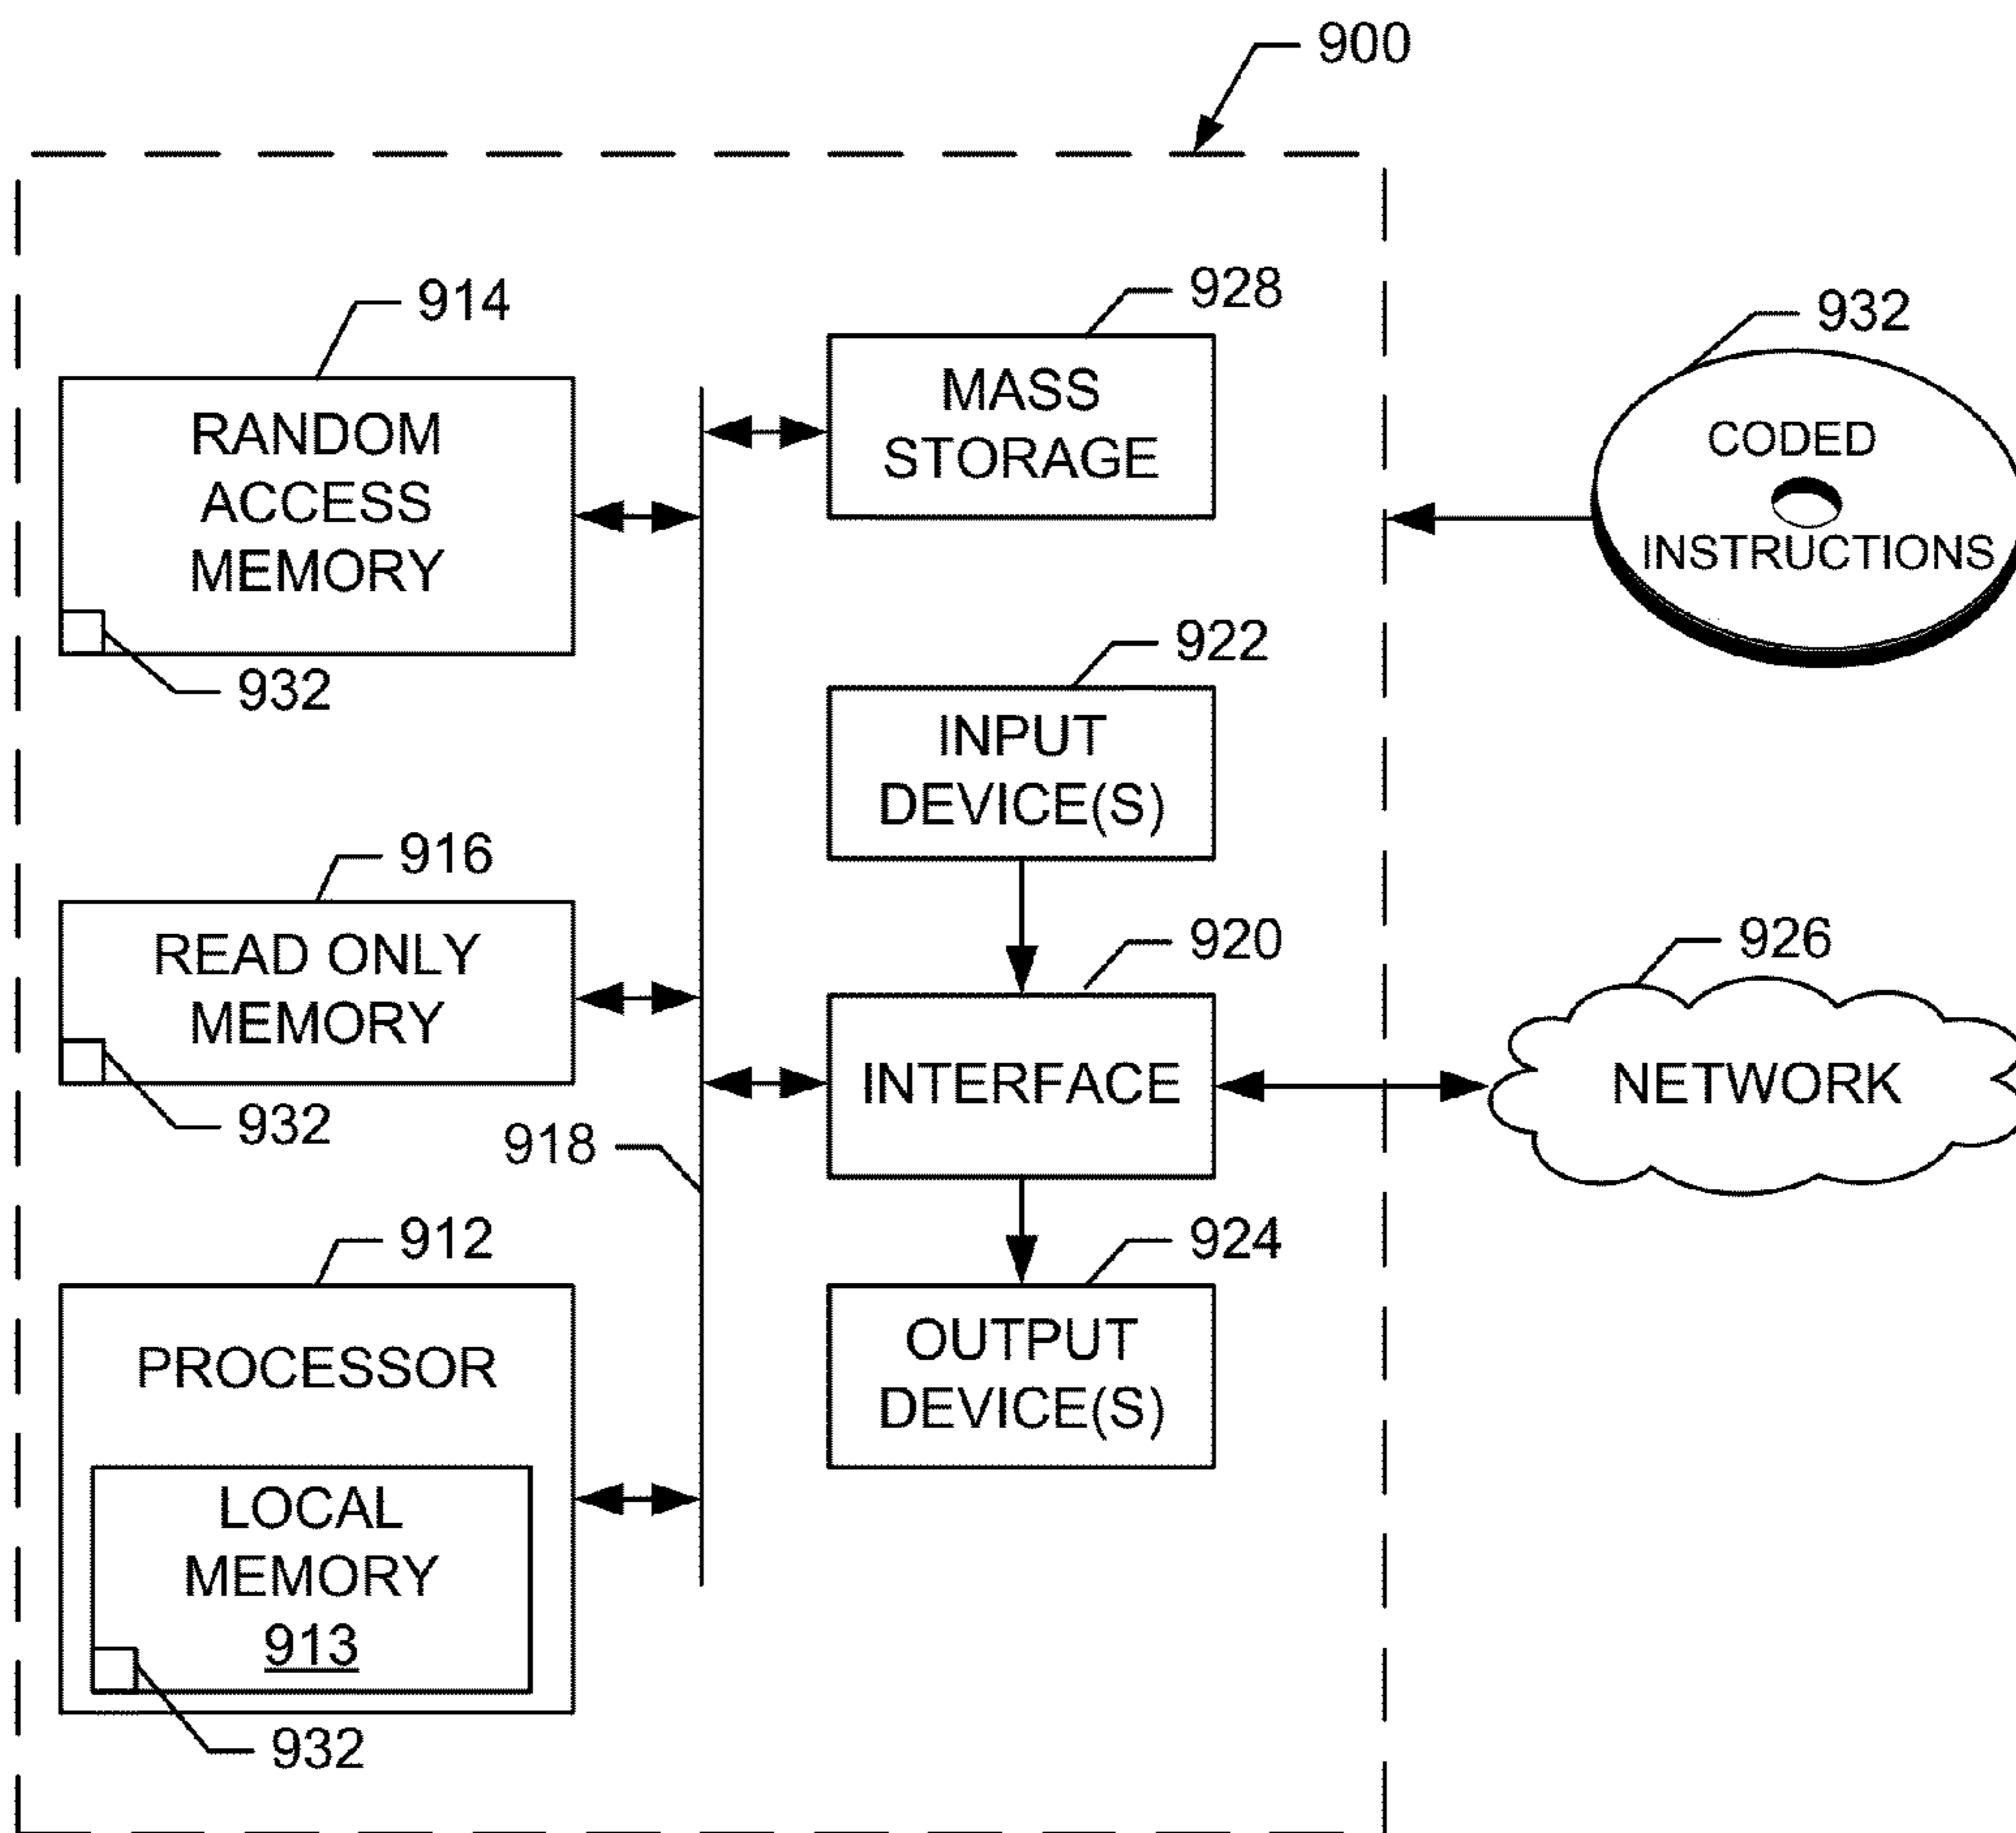 900
914
RANDOM
ACCESS
MEMORY
932
928
MASS
STORAGE
932
CODED
INSTRUCTIONS
922
INPUT
DEVICE(S)
916
READ ONLY
MEMORY
932
918
920
INTERFACE
926
NETWORK
912
PROCESSOR
LOCAL
MEMORY
913
932
924
OUTPUT
DEVICE(S)